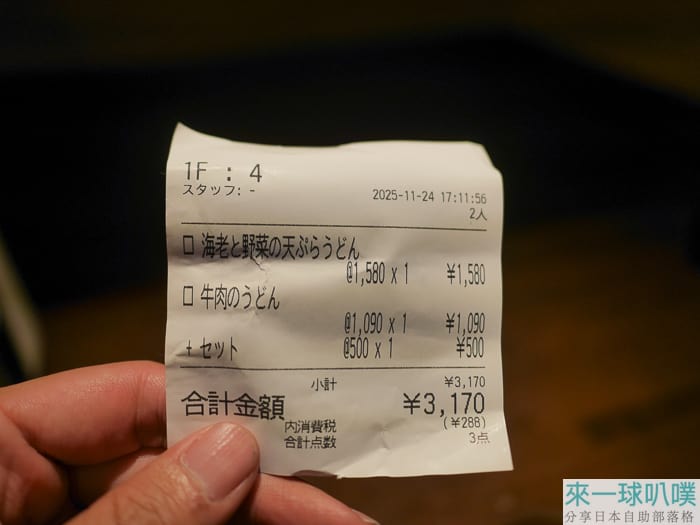 1F : 4
スタッフ: -
2025-11-24 17:11:56
2人
□ 海老と野菜の天ぷらうどん
@1,580 x 1 ¥1,580
□ 牛肉のうどん
@1,090 x 1 ¥1,090
+ セット @500 x 1 ¥500
小計 ¥3,170
合計金額 ¥3,170
内消費税 (¥288)
合計点数 3点
來一球叭噗
分享日本自助部落格